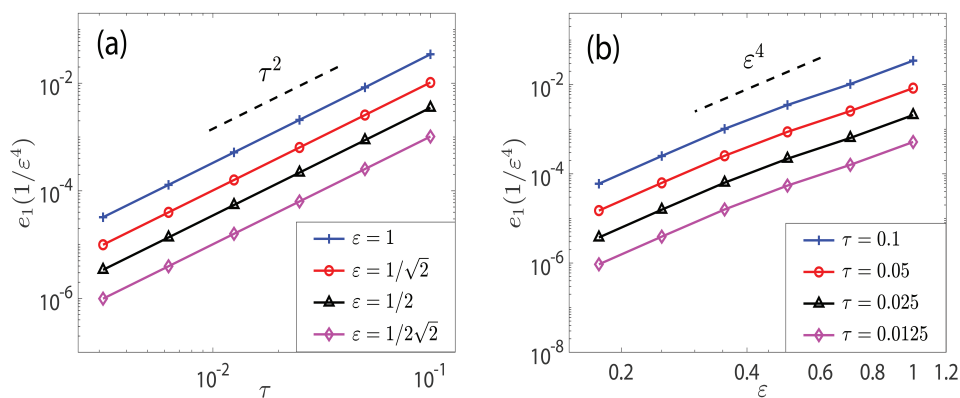 (a)
τ²
e₁(1/ε⁴)
10⁻²
10⁻⁴
10⁻⁶
ε = 1
ε = 1/√2
ε = 1/2
ε = 1/2√2
10⁻²
10⁻¹
τ
(b)
ε⁴
e₁(1/ε⁴)
10⁻²
10⁻⁴
10⁻⁶
10⁻⁸
τ = 0.1
τ = 0.05
τ = 0.025
τ = 0.0125
0.2
0.4
0.6
0.8
1
1.2
ε